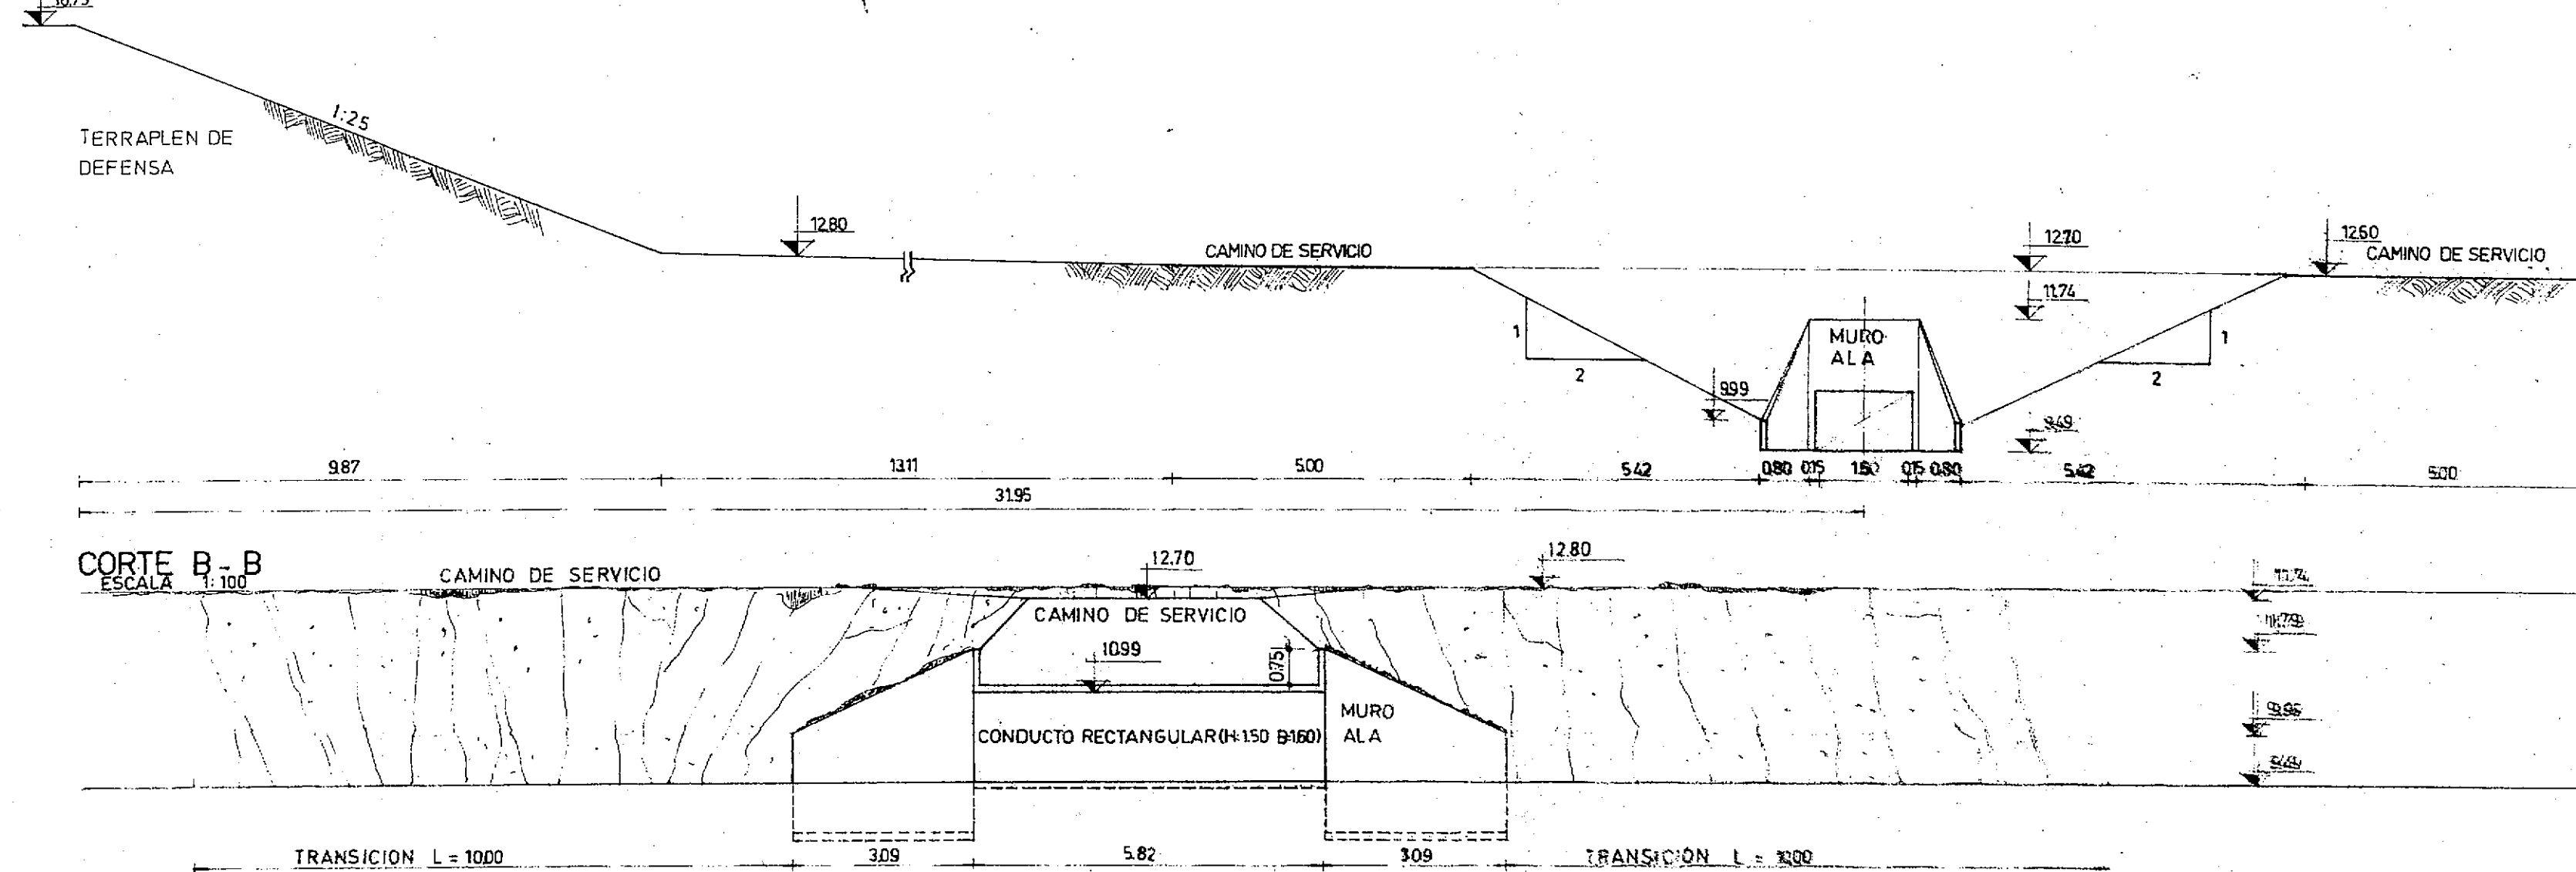 1:25
TERRAPLEN DE
DEFENSA
12.80
CAMINO DE SERVICIO
12.70
12.60
CAMINO DE SERVICIO
11.74
1
2
MURO
ALA
1
2
9.99
9.49
9.87
13.11
5.00
5.42
0.80 0.15 1.50 0.15 0.80
5.42
5.00
31.95
CORTE B - B
ESCALA 1:100
CAMINO DE SERVICIO
12.70
12.80
CAMINO DE SERVICIO
10.99
0.75
CONDUCTO RECTANGULAR (H:1.50 B:1.60)
MURO
ALA
TRANSICION L = 10.00
3.09
5.82
3.09
TRANSICION L = 10.00